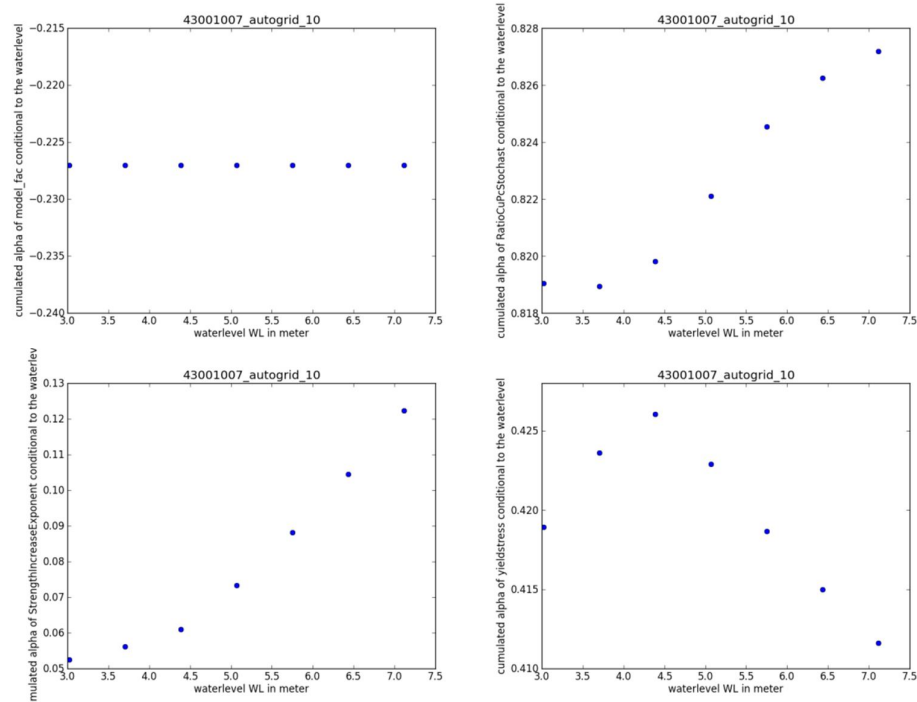 43001007_autogrid_10
cumulated alpha of model_fac conditional to the waterlevel
−0.215
−0.220
−0.225
−0.230
−0.235
−0.240
3.0 3.5 4.0 4.5 5.0 5.5 6.0 6.5 7.0 7.5
waterlevel WL in meter
43001007_autogrid_10
cumulated alpha of RatioCuPcStochast conditional to the waterlevel
0.828
0.826
0.824
0.822
0.820
0.818
3.0 3.5 4.0 4.5 5.0 5.5 6.0 6.5 7.0 7.5
waterlevel WL in meter
43001007_autogrid_10
mulated alpha of StrengthIncreaseExponent conditional to the waterlev
0.13
0.12
0.11
0.10
0.09
0.08
0.07
0.06
0.05
3.0 3.5 4.0 4.5 5.0 5.5 6.0 6.5 7.0 7.5
waterlevel WL in meter
43001007_autogrid_10
cumulated alpha of yieldstress conditional to the waterlevel
0.425
0.420
0.415
0.410
3.0 3.5 4.0 4.5 5.0 5.5 6.0 6.5 7.0 7.5
waterlevel WL in meter